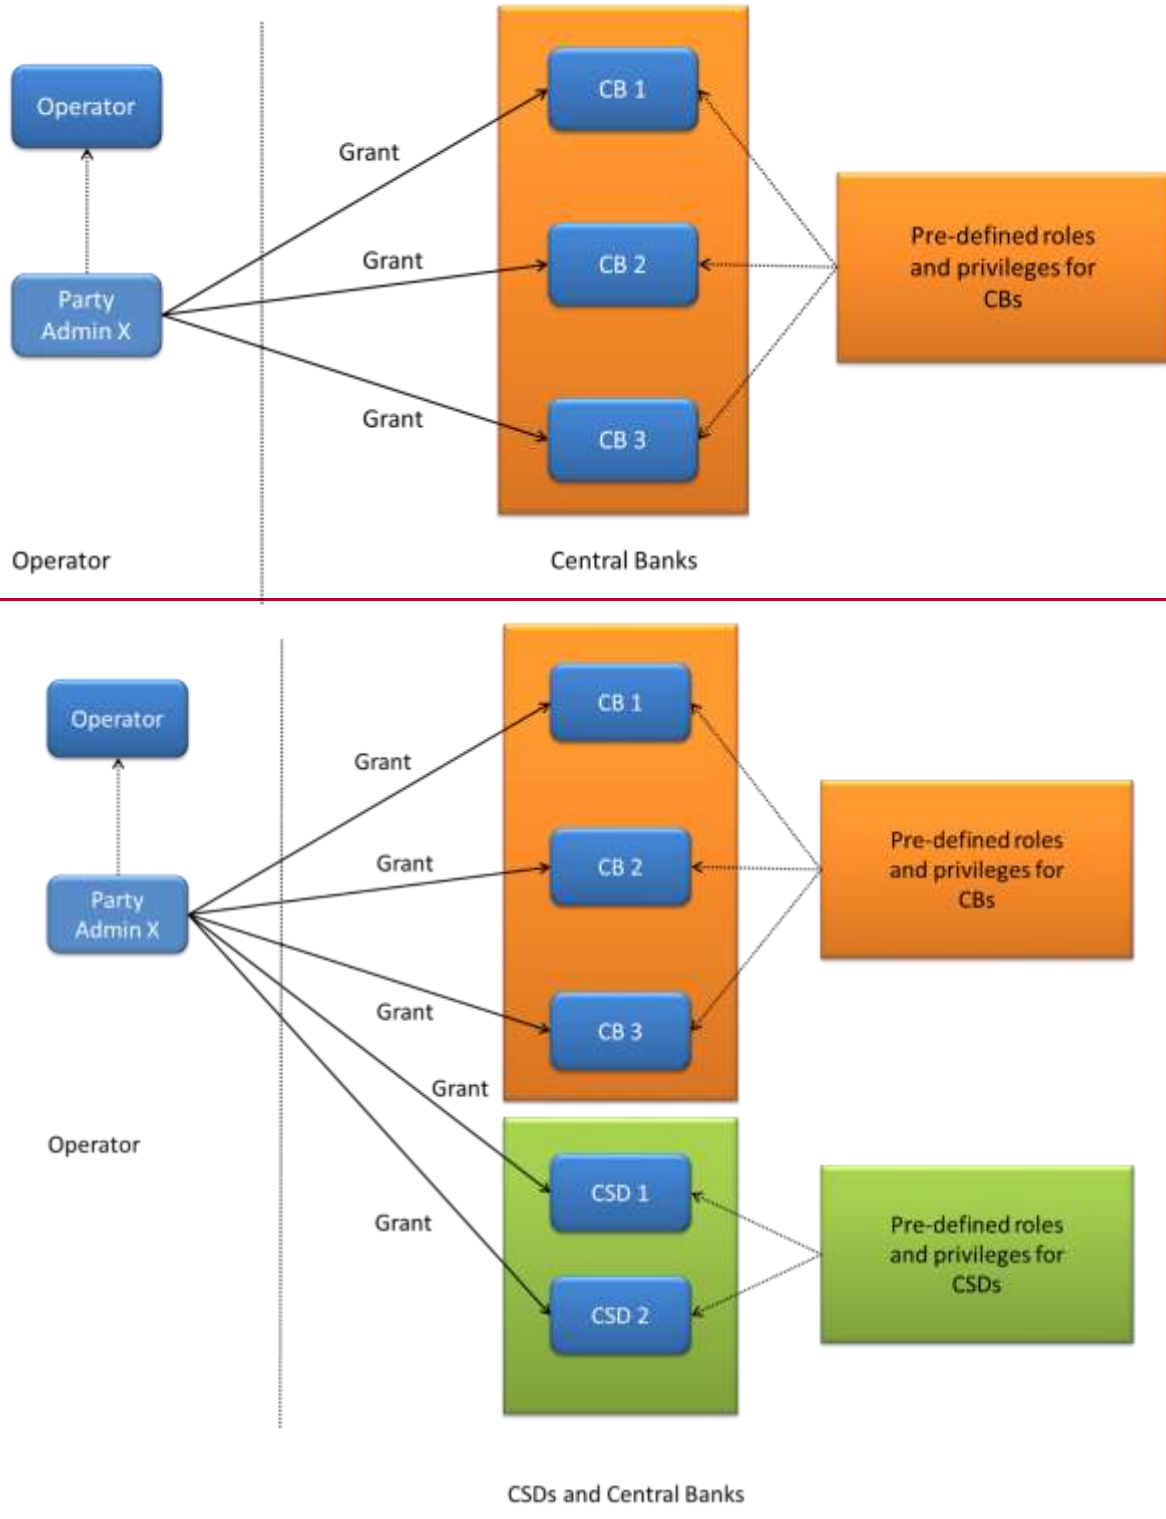 Operator
CB 1
Grant
Pre-defined roles
and privileges for
CBs
Grant
CB 2
Party
Admin X
Grant
CB 3
Operator
Central Banks
Operator
CB 1
Grant
Pre-defined roles
and privileges for
CBs
Grant
CB 2
Party
Admin X
Grant
CB 3
Grant
Operator
CSD 1
Grant
Pre-defined roles
and privileges for
CSDs
CSD 2
CSDs and Central Banks